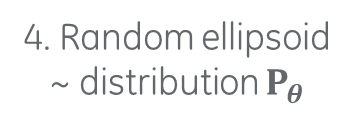 4. Random ellipsoid
~ distribution P_θ